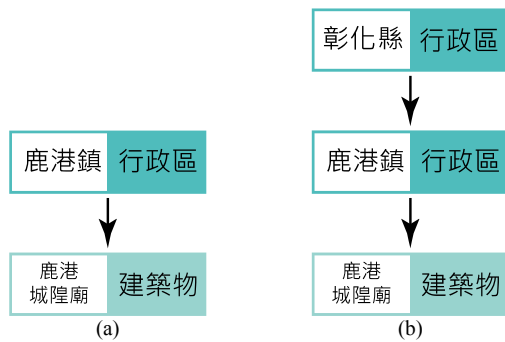 彰化縣 行政區
鹿港鎮 行政區
鹿港鎮 行政區
鹿港
城隍廟 建築物
鹿港
城隍廟 建築物
(a)
(b)